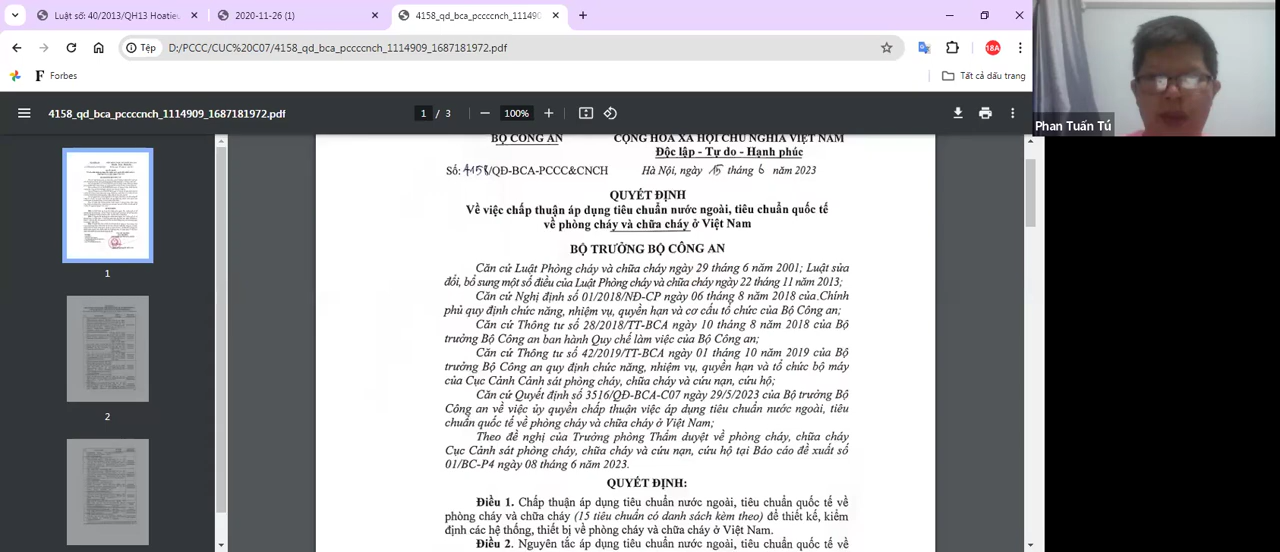 Luật số: 40/2013/QH13 Hoatiev
2020-11-26 (1)
4158_qd_bca_pccccnch_1114909
Tệp
D:/PCCC/CUC%20C07/4158_qd_bca_pccccnch_1114909_1687181972.pdf
18A
Forbes
Tất cả dấu trang
4158_qd_bca_pccccnch_1114909_1687181972.pdf
1 / 3
100%
Phan Tuấn Tú
1
2
BỘ CÔNG AN
CỘNG HÒA XÃ HỘI CHỦ NGHĨA VIỆT NAM
Độc lập - Tự do - Hạnh phúc
Số: 4158/QĐ-BCA-PCCC&CNCH
Hà Nội, ngày 15 tháng 6 năm 2023
QUYẾT ĐỊNH
Về việc chấp thuận áp dụng tiêu chuẩn nước ngoài, tiêu chuẩn quốc tế
về phòng cháy và chữa cháy ở Việt Nam
BỘ TRƯỞNG BỘ CÔNG AN
Căn cứ Luật Phòng cháy và chữa cháy ngày 29 tháng 6 năm 2001; Luật sửa
đổi, bổ sung một số điều của Luật Phòng cháy và chữa cháy ngày 22 tháng 11 năm 2013;
Căn cứ Nghị định số 01/2018/NĐ-CP ngày 06 tháng 8 năm 2018 của Chính
phủ quy định chức năng, nhiệm vụ, quyền hạn và cơ cấu tổ chức của Bộ Công an;
Căn cứ Thông tư số 28/2018/TT-BCA ngày 10 tháng 8 năm 2018 của Bộ
trưởng Bộ Công an ban hành Quy chế làm việc của Bộ Công an;
Căn cứ Thông tư số 42/2019/TT-BCA ngày 01 tháng 10 năm 2019 của Bộ
trưởng Bộ Công an quy định chức năng, nhiệm vụ, quyền hạn và tổ chức bộ máy
của Cục Cảnh Cảnh sát phòng cháy, chữa cháy và cứu nạn, cứu hộ;
Căn cứ Quyết định số 3516/QĐ-BCA-C07 ngày 29/5/2023 của Bộ trưởng Bộ
Công an về việc ủy quyền chấp thuận việc áp dụng tiêu chuẩn nước ngoài, tiêu
chuẩn quốc tế về phòng cháy và chữa cháy ở Việt Nam;
Theo đề nghị của Trưởng phòng Thẩm duyệt về phòng cháy, chữa cháy
Cục Cảnh sát phòng cháy, chữa cháy và cứu nạn, cứu hộ tại Báo cáo đề xuất số
01/BC-P4 ngày 08 tháng 6 năm 2023.
QUYẾT ĐỊNH:
Điều 1. Chấp thuận áp dụng tiêu chuẩn nước ngoài, tiêu chuẩn quốc tế về
phòng cháy và chữa cháy (15 tiêu chuẩn có danh sách kèm theo) để thiết kế, kiểm
định các hệ thống, thiết bị về phòng cháy và chữa cháy ở Việt Nam.
Điều 2. Nguyên tắc áp dụng tiêu chuẩn nước ngoài, tiêu chuẩn quốc tế về